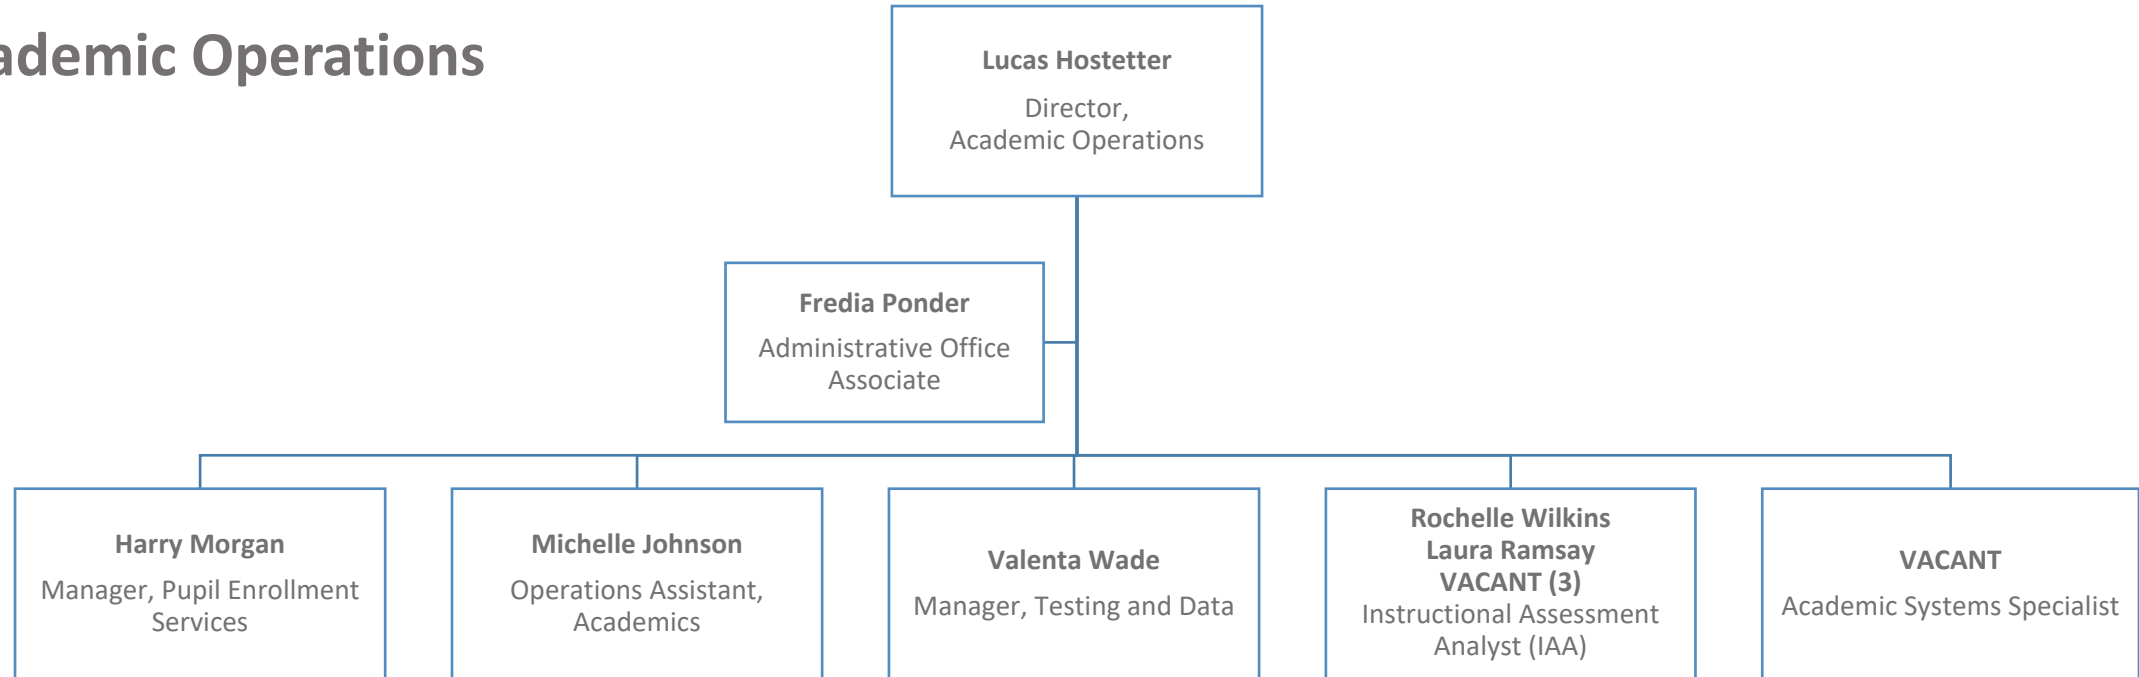 ademic Operations
Lucas Hostetter
Director,
Academic Operations
Fredia Ponder
Administrative Office
Associate
Harry Morgan
Manager, Pupil Enrollment
Services
Michelle Johnson
Operations Assistant,
Academics
Valenta Wade
Manager, Testing and Data
Rochelle Wilkins
Laura Ramsay
VACANT (3)
Instructional Assessment
Analyst (IAA)
VACANT
Academic Systems Specialist